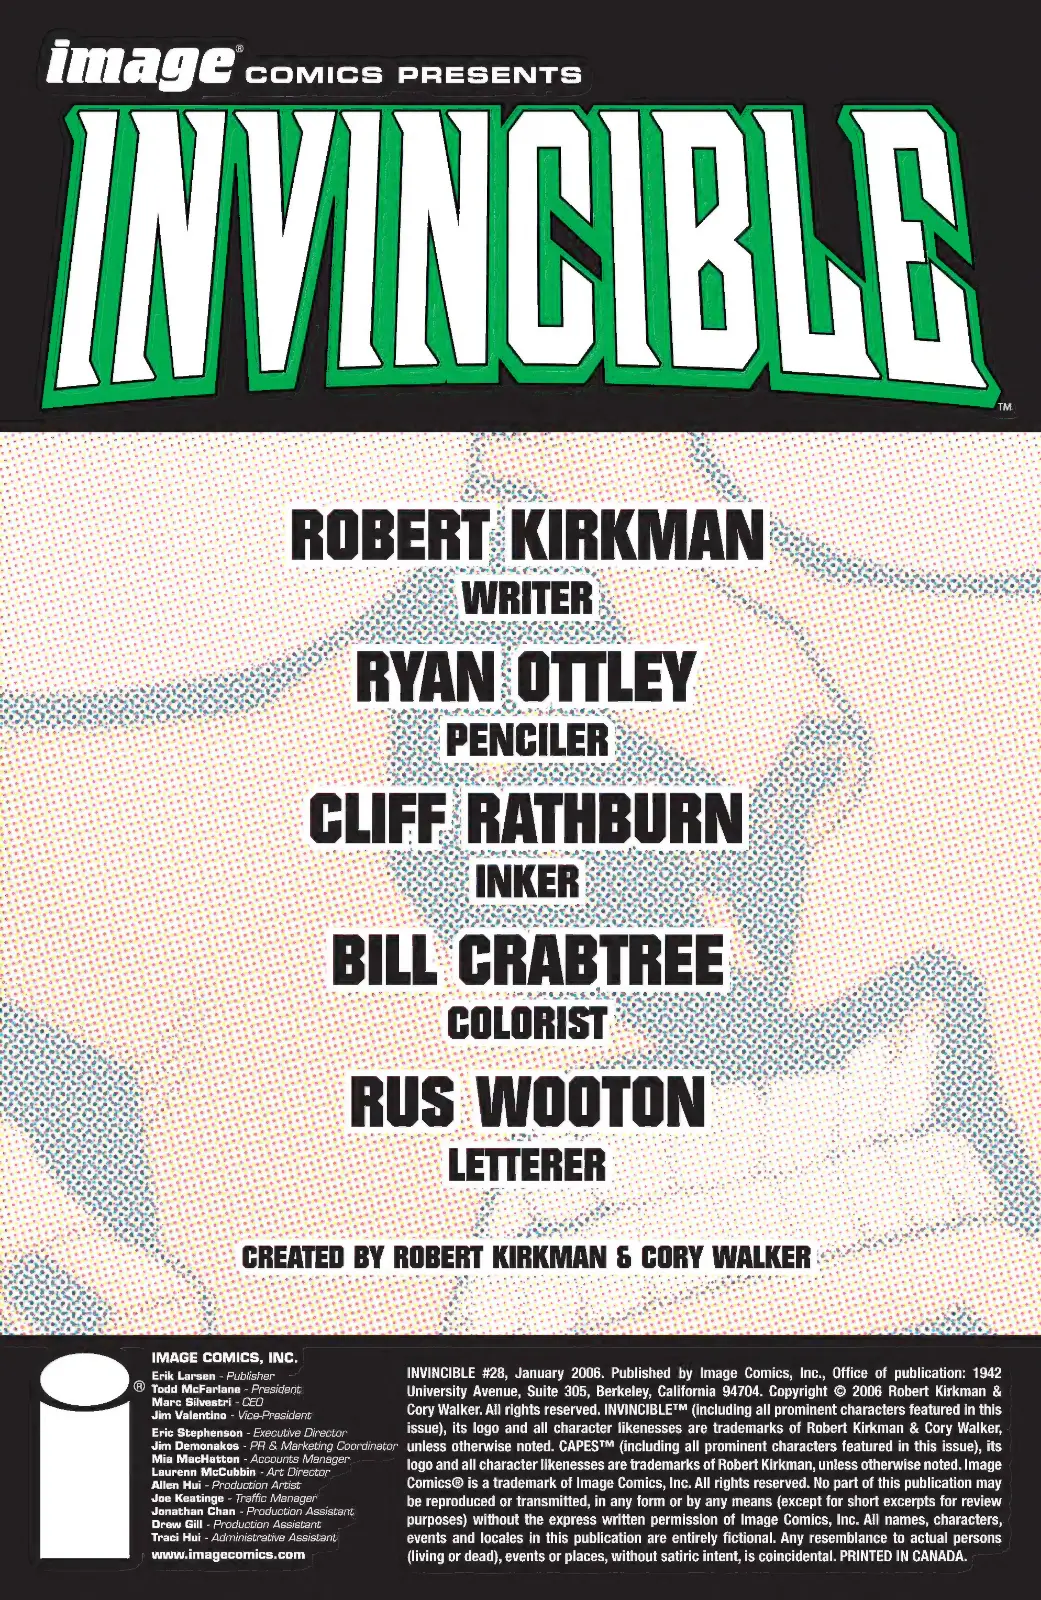 image® COMICS PRESENTS
INVINCIBLE™
ROBERT KIRKMAN
WRITER
RYAN OTTLEY
PENCILER
CLIFF RATHBURN
INKER
BILL CRABTREE
COLORIST
RUS WOOTON
LETTERER
CREATED BY ROBERT KIRKMAN & CORY WALKER
®
IMAGE COMICS, INC.
Erik Larsen - Publisher
Todd McFarlane - President
Marc Silvestri - CEO
Jim Valentino - Vice-President
Eric Stephenson - Executive Director
Jim Demonakos - PR & Marketing Coordinator
Mia MacHatton - Accounts Manager
Laurenn McCubbin - Art Director
Allen Hui - Production Artist
Joe Keatinge - Traffic Manager
Jonathan Chan - Production Assistant
Drew Gill - Production Assistant
Traci Hui - Administrative Assistant
www.imagecomics.com
INVINCIBLE #28, January 2006. Published by Image Comics, Inc., Office of publication: 1942
University Avenue, Suite 305, Berkeley, California 94704. Copyright © 2006 Robert Kirkman &
Cory Walker. All rights reserved. INVINCIBLE™ (including all prominent characters featured in this
issue), its logo and all character likenesses are trademarks of Robert Kirkman & Cory Walker,
unless otherwise noted. CAPES™ (including all prominent characters featured in this issue), its
logo and all character likenesses are trademarks of Robert Kirkman, unless otherwise noted. Image
Comics® is a trademark of Image Comics, Inc. All rights reserved. No part of this publication may
be reproduced or transmitted, in any form or by any means (except for short excerpts for review
purposes) without the express written permission of Image Comics, Inc. All names, characters,
events and locales in this publication are entirely fictional. Any resemblance to actual persons
(living or dead), events or places, without satiric intent, is coincidental. PRINTED IN CANADA.